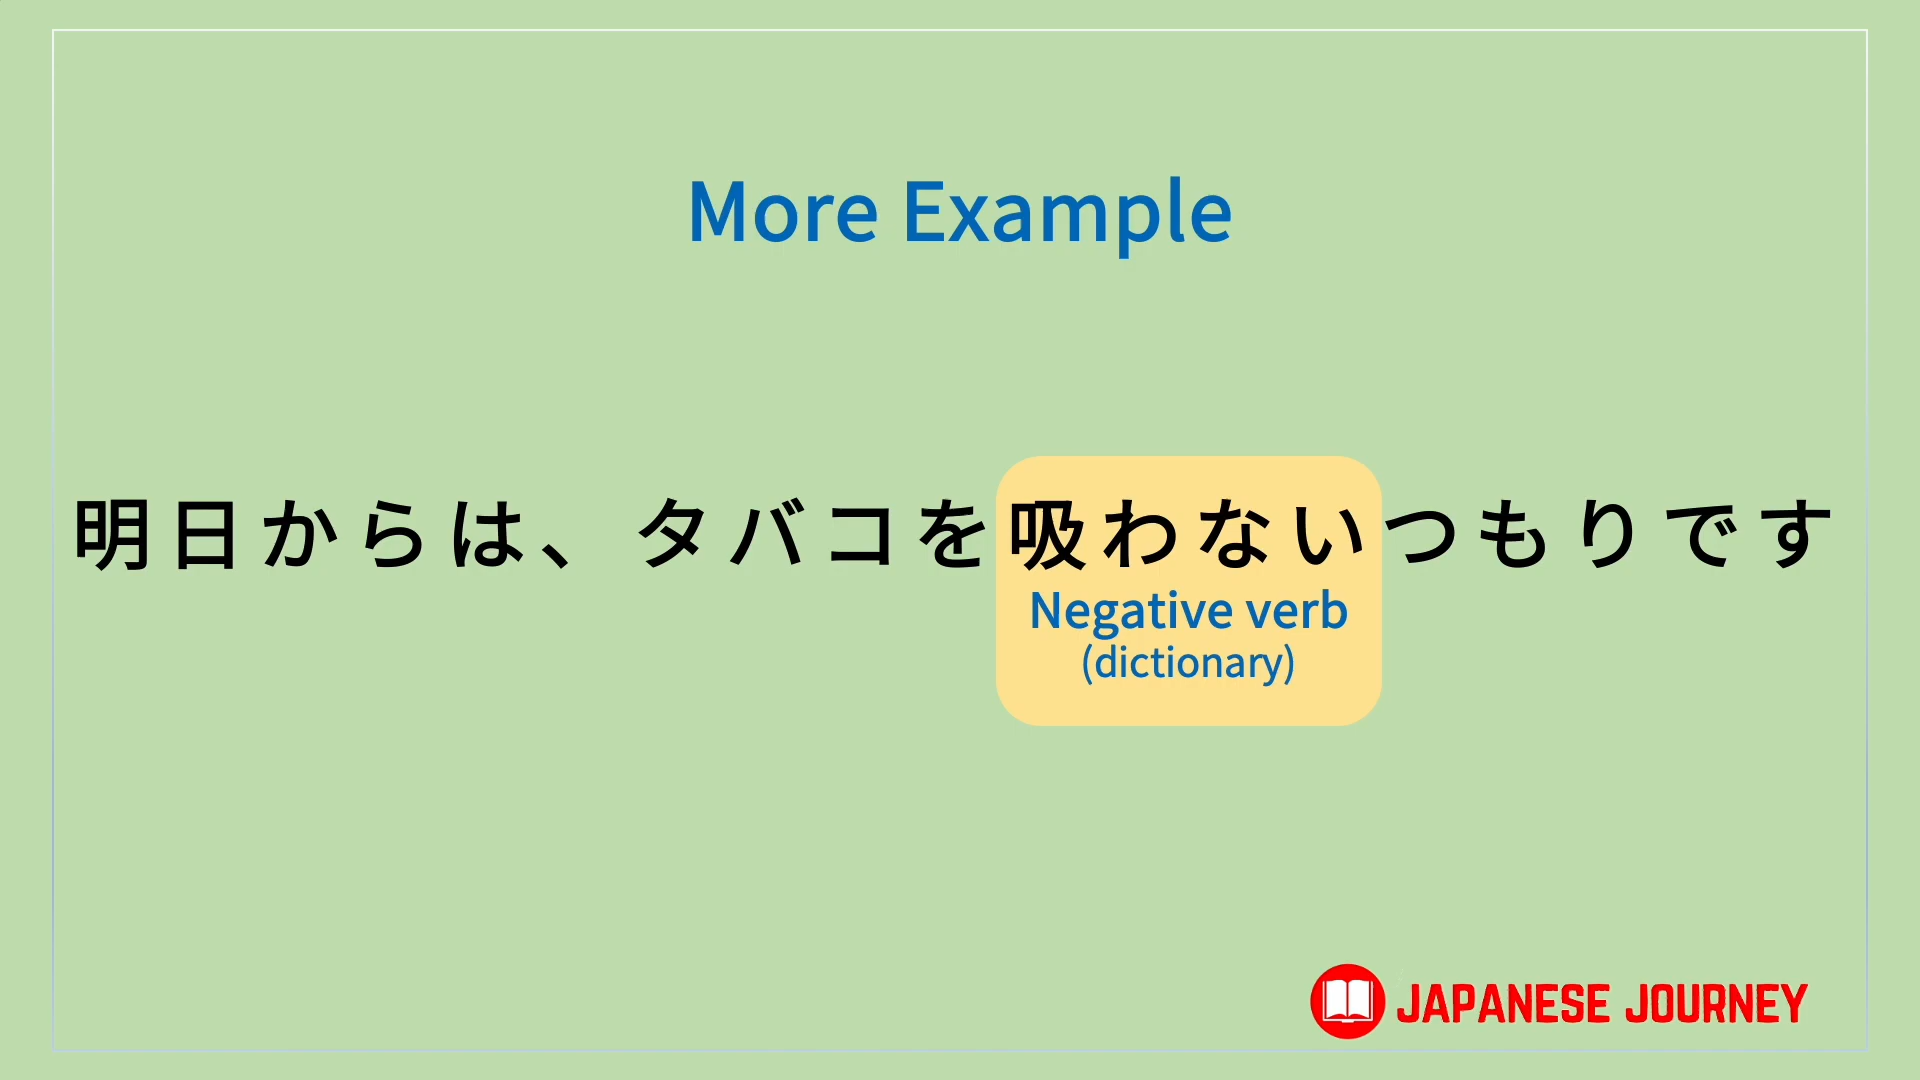 More Example
明日からは、タバコを吸わないつもりです
Negative verb
(dictionary)
JAPANESE JOURNEY